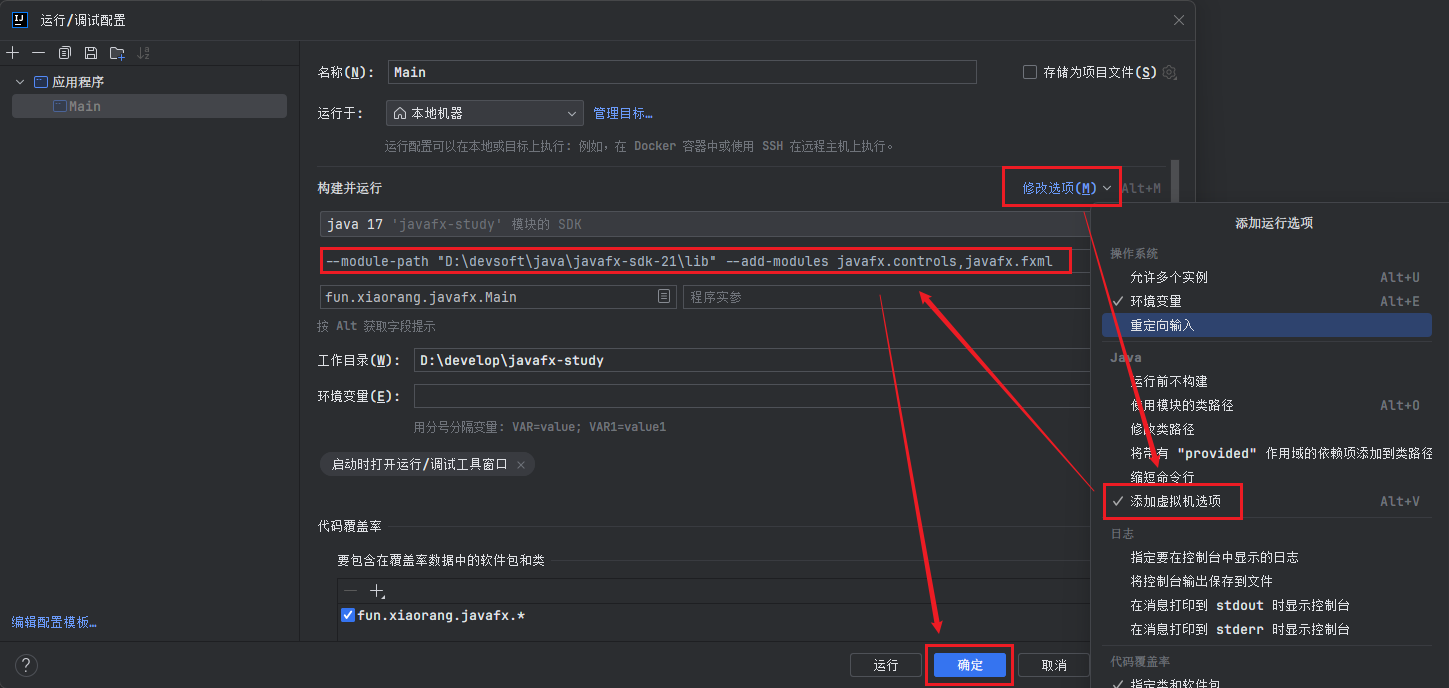 运行/调试配置
应用程序
Main
编辑配置模板…
名称(N):
Main
存储为项目文件(S)
运行于:
本地机器
管理目标…
运行配置可以在本地或目标上执行: 例如, 在 Docker 容器中或使用 SSH 在远程主机上执行。
构建并运行
修改选项(M)
Alt+M
java 17 'javafx-study' 模块的 SDK
--module-path "D:\devsoft\java\javafx-sdk-21\lib" --add-modules javafx.controls,javafx.fxml
fun.xiaorang.javafx.Main
程序实参
按 Alt 获取字段提示
工作目录(W):
D:\develop\javafx-study
环境变量(E):
用分号分隔变量: VAR=value; VAR1=value1
启动时打开运行/调试工具窗口
代码覆盖率
要包含在覆盖率数据中的软件包和类
fun.xiaorang.javafx.*
?
运行
确定
取消
添加运行选项
操作系统
允许多个实例 Alt+U
环境变量 Alt+E
重定向输入
Java
运行前不构建
使用模块的类路径 Alt+O
修改类路径
将带有 "provided" 作用域的依赖项添加到类路径
缩短命令行
添加虚拟机选项 Alt+V
日志
指定要在控制台中显示的日志
将控制台输出保存到文件
在消息打印到 stdout 时显示控制台
在消息打印到 stderr 时显示控制台
代码覆盖率
指定类和软件包